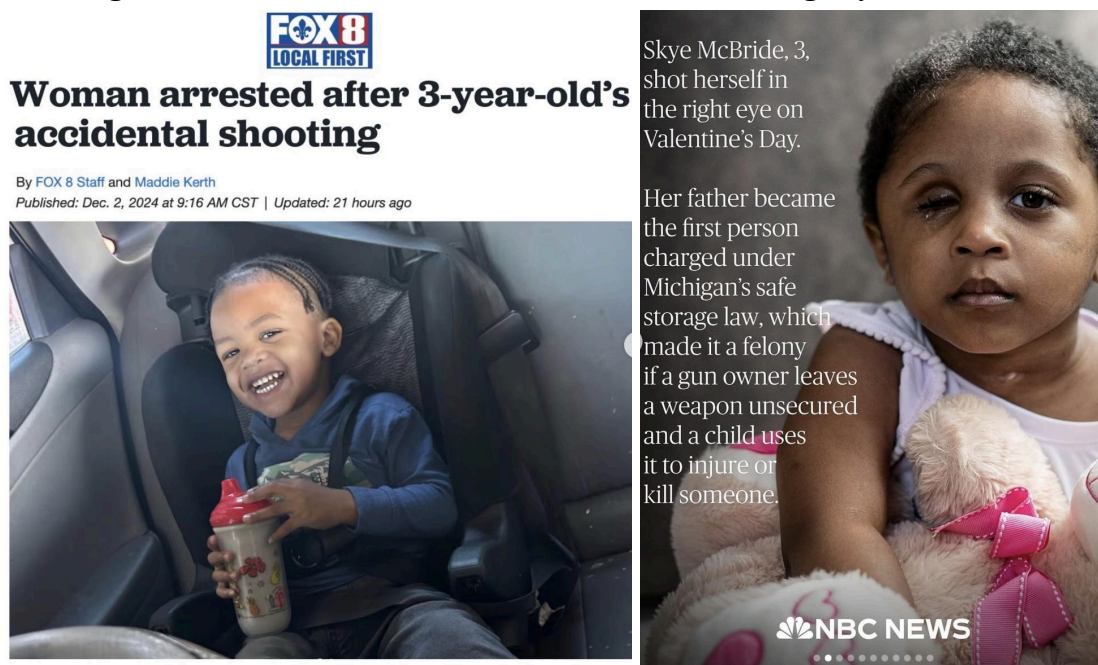 FOX 8
LOCAL FIRST
Woman arrested after 3-year-old's
accidental shooting
By FOX 8 Staff and Maddie Kerth
Published: Dec. 2, 2024 at 9:16 AM CST | Updated: 21 hours ago
Skye McBride, 3,
shot herself in
the right eye on
Valentine's Day.
Her father became
the first person
charged under
Michigan's safe
storage law, which
made it a felony
if a gun owner leaves
a weapon unsecured
and a child uses
it to injure or
kill someone.
NBC NEWS